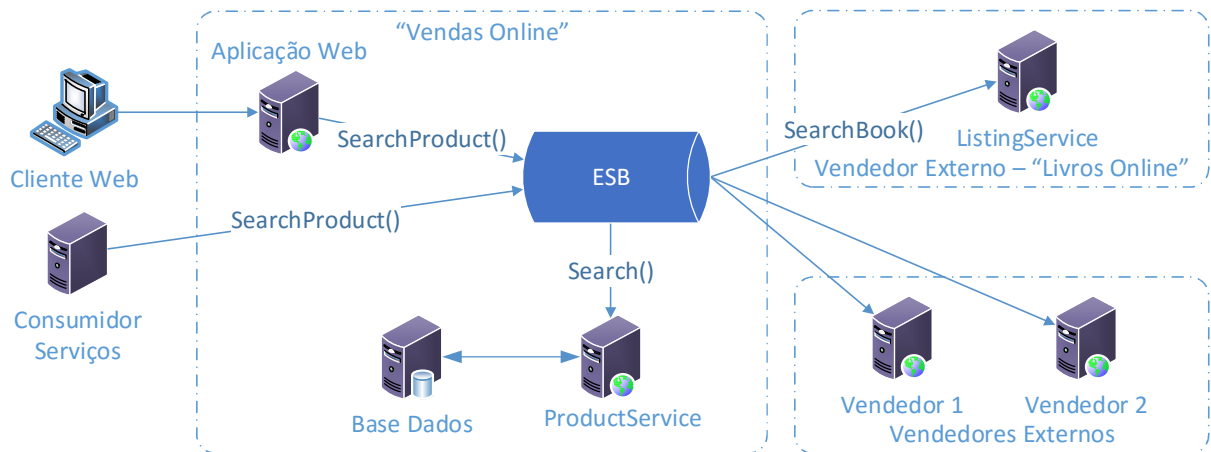 “Vendas Online”
Aplicação Web
SearchProduct()
Cliente Web
ESB
SearchBook()
ListingService
Vendedor Externo – “Livros Online”
SearchProduct()
Search()
Consumidor
Serviços
Base Dados
ProductService
Vendedor 1
Vendedor 2
Vendedores Externos